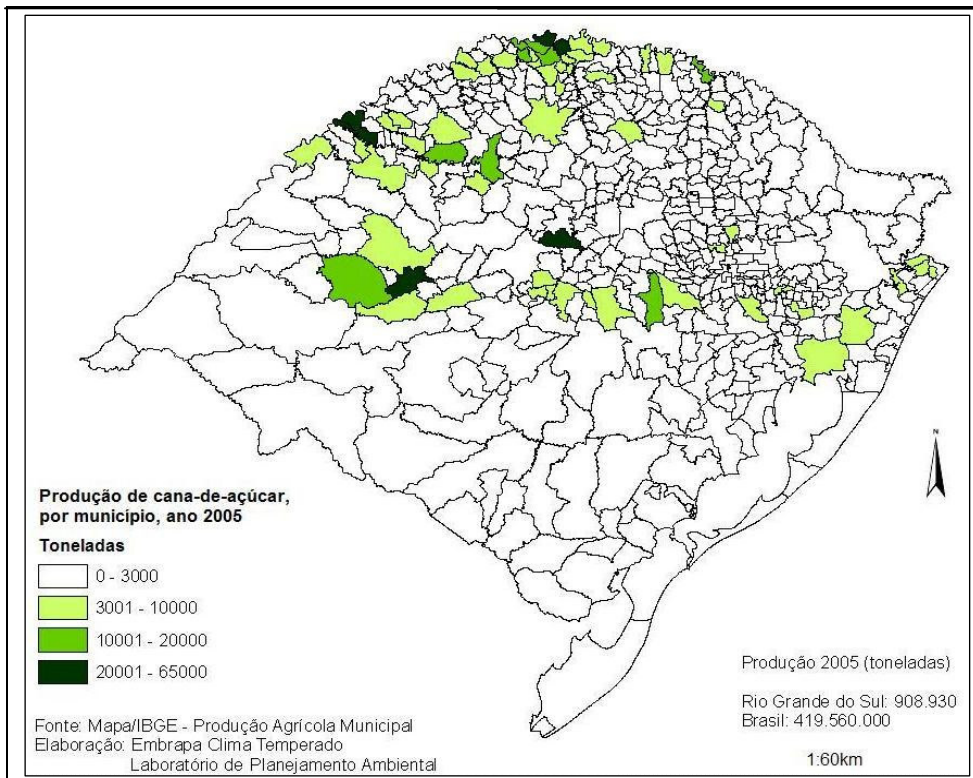 N
Produção de cana-de-açúcar,
por município, ano 2005
Toneladas
0 - 3000
3001 - 10000
10001 - 20000
20001 - 65000
Fonte: Mapa/IBGE - Produção Agrícola Municipal
Elaboração: Embrapa Clima Temperado
Laboratório de Planejamento Ambiental
Produção 2005 (toneladas)
Rio Grande do Sul: 908.930
Brasil: 419.560.000
1:60km